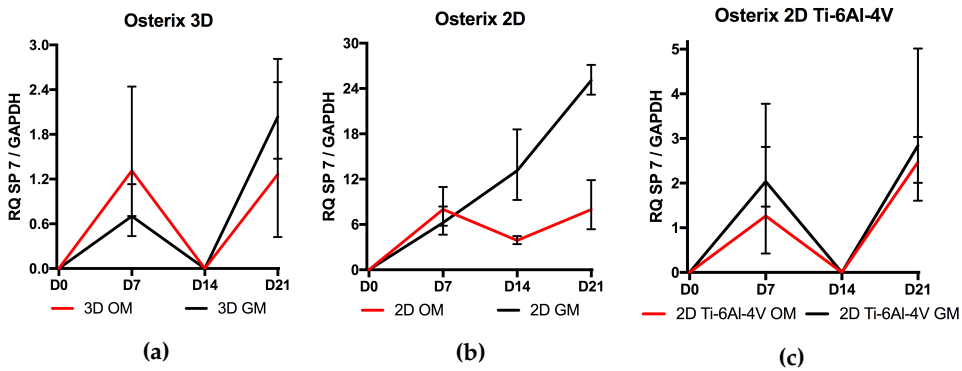 Osterix 3D
RQ SP 7 / GAPDH
3.0
2.4
1.8
1.2
0.6
0.0
D0 D7 D14 D21
3D OM 3D GM
(a)
Osterix 2D
RQ SP 7 / GAPDH
30
24
18
12
6
0
D0 D7 D14 D21
2D OM 2D GM
(b)
Osterix 2D Ti-6Al-4V
RQ SP 7 / GAPDH
5
4
3
2
1
0
D0 D7 D14 D21
2D Ti-6Al-4V OM 2D Ti-6Al-4V GM
(c)